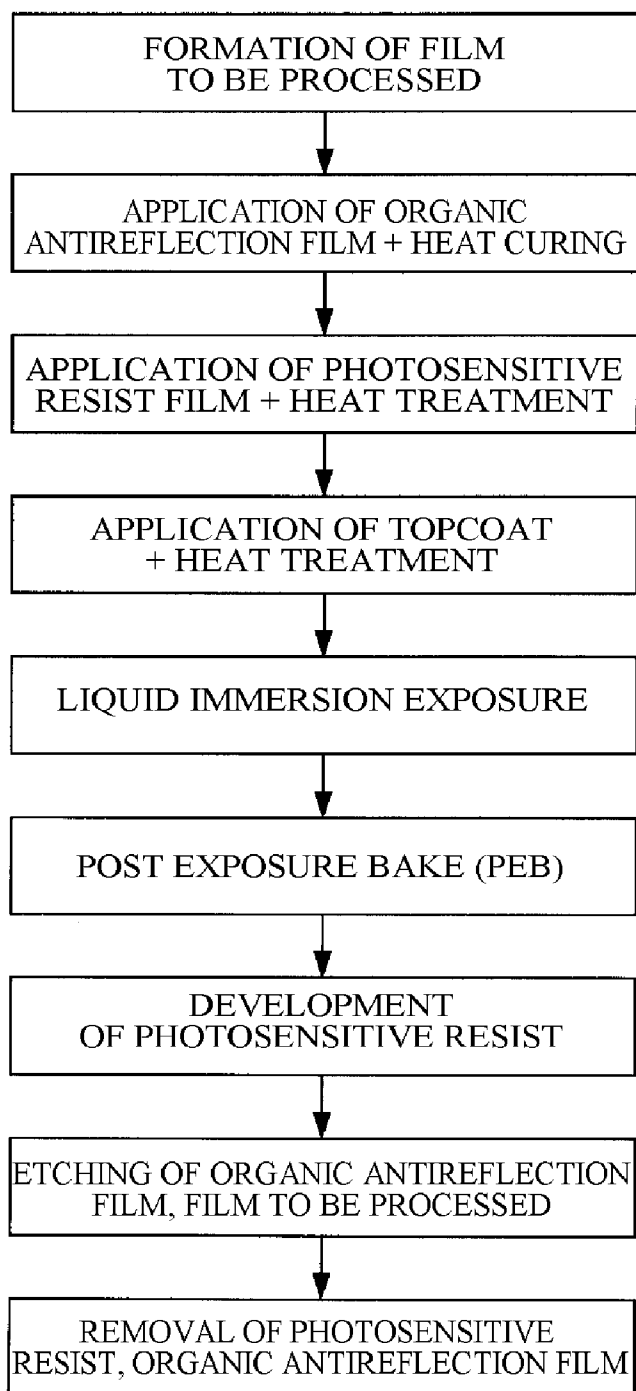 FORMATION OF FILM
TO BE PROCESSED
APPLICATION OF ORGANIC
ANTIREFLECTION FILM + HEAT CURING
APPLICATION OF PHOTOSENSITIVE
RESIST FILM + HEAT TREATMENT
APPLICATION OF TOPCOAT
+ HEAT TREATMENT
LIQUID IMMERSION EXPOSURE
POST EXPOSURE BAKE (PEB)
DEVELOPMENT
OF PHOTOSENSITIVE RESIST
ETCHING OF ORGANIC ANTIREFLECTION
FILM, FILM TO BE PROCESSED
REMOVAL OF PHOTOSENSITIVE
RESIST, ORGANIC ANTIREFLECTION FILM